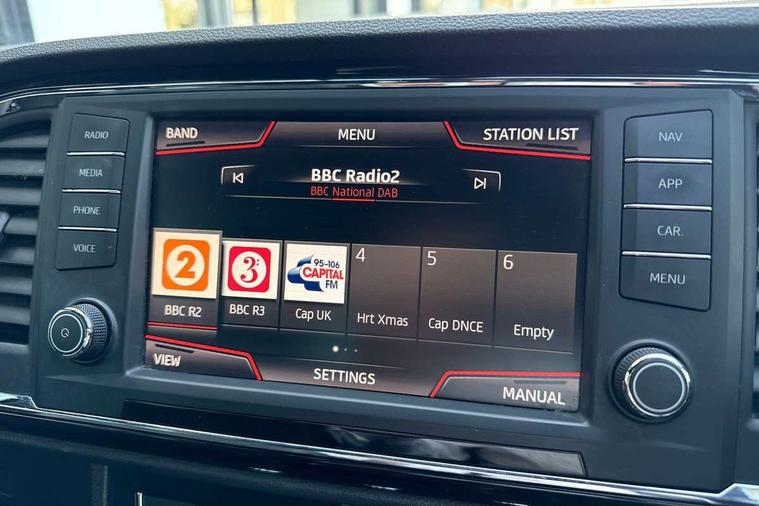 RADIO
MEDIA
PHONE
VOICE
BAND
MENU
STATION LIST
BBC Radio2
BBC National DAB
2
BBC R2
3
BBC R3
95-106
CAPITAL
FM
Cap UK
4
Hrt Xmas
5
Cap DNCE
6
Empty
VIEW
SETTINGS
MANUAL
NAV
APP
CAR
MENU